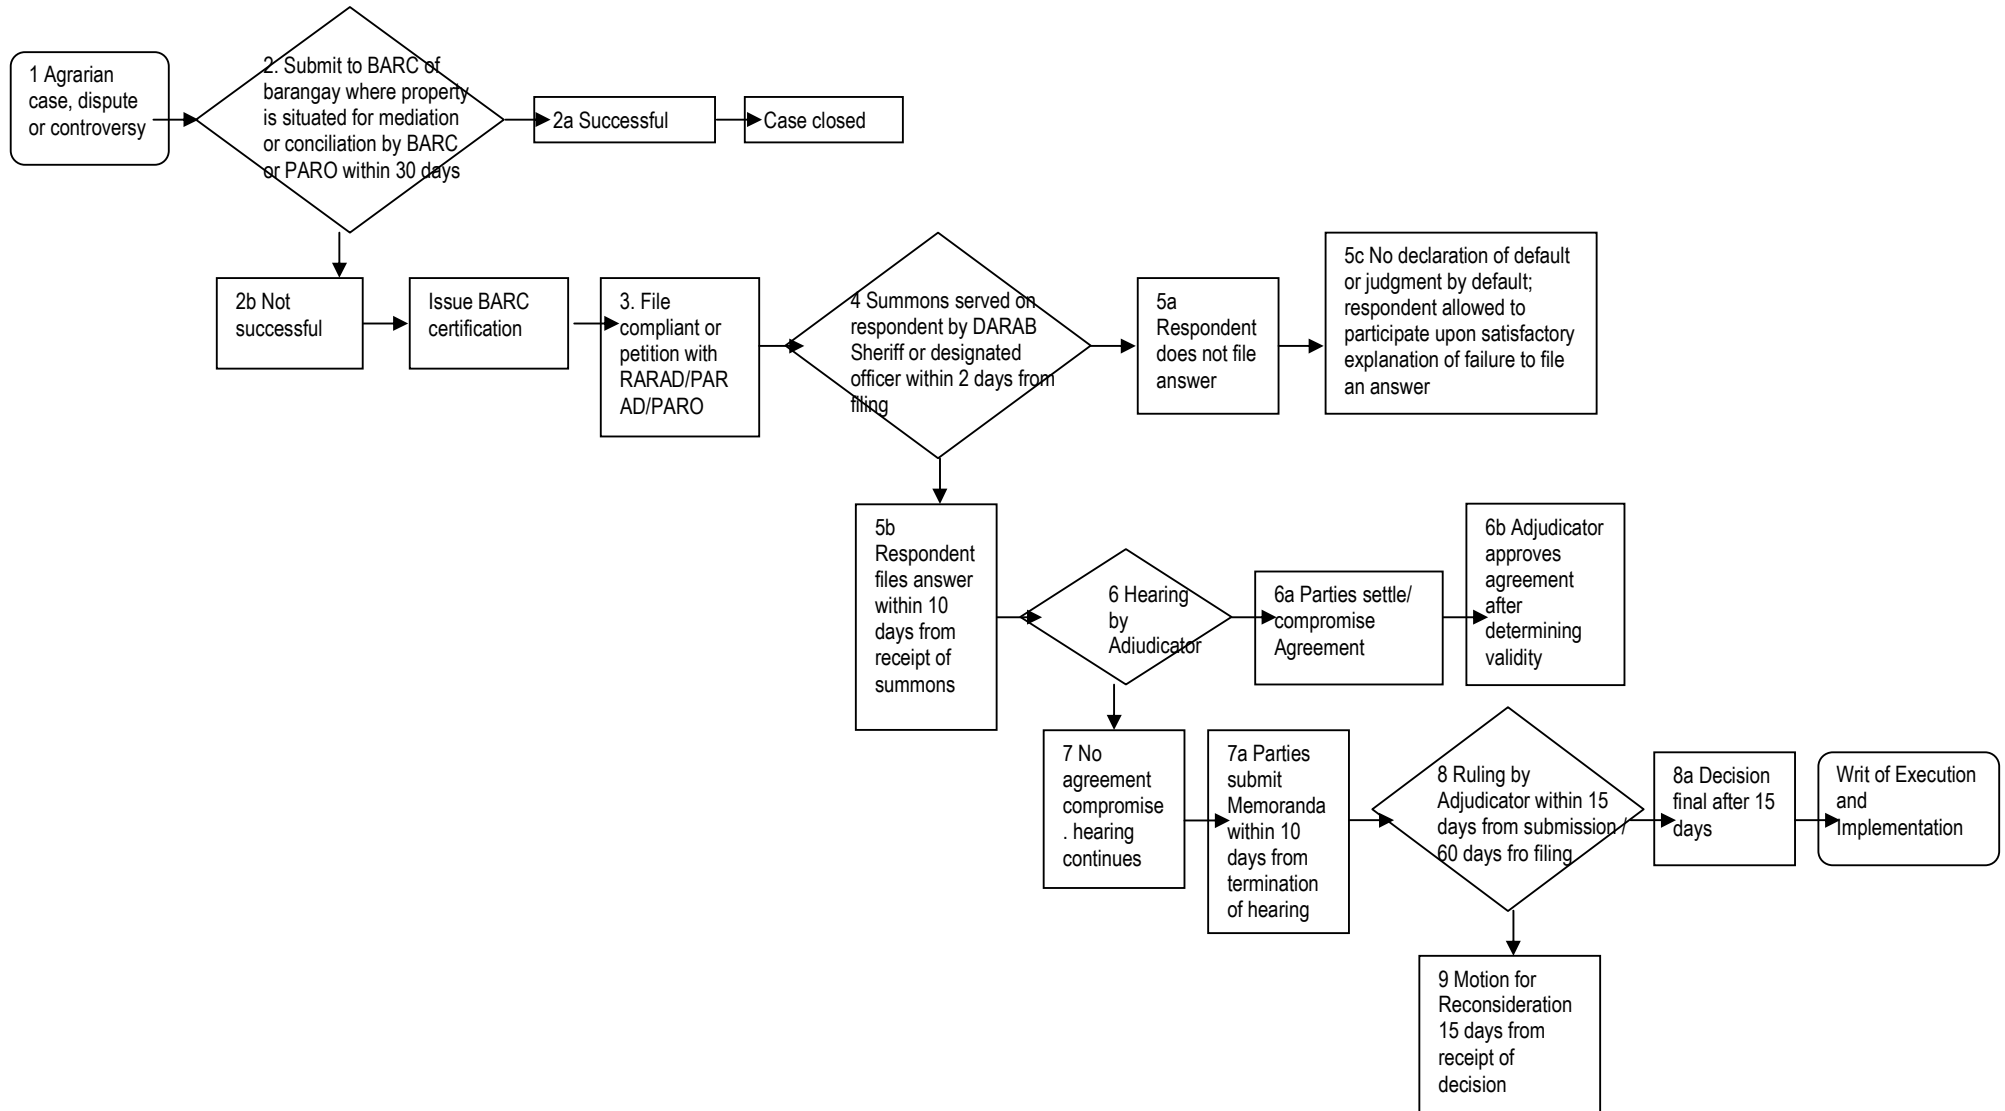 1 Agrarian
case, dispute
or controversy
2. Submit to BARC of
barangay where property
is situated for mediation
or conciliation by BARC
or PARO within 30 days
2a Successful
Case closed
2b Not
successful
Issue BARC
certification
3. File
compliant or
petition with
RARAD/PAR
AD/PARO
4 Summons served on
respondent by DARAB
Sheriff or designated
officer within 2 days from
filing
5a
Respondent
does not file
answer
5c No declaration of default
or judgment by default;
respondent allowed to
participate upon satisfactory
explanation of failure to file
an answer
5b
Respondent
files answer
within 10
days from
receipt of
summons
6 Hearing
by
Adjudicator
6a Parties settle/
compromise
Agreement
6b Adjudicator
approves
agreement
after
determining
validity
7 No
agreement
compromise
. hearing
continues
7a Parties
submit
Memoranda
within 10
days from
termination
of hearing
8 Ruling by
Adjudicator within 15
days from submission /
60 days fro filing
8a Decision
final after 15
days
Writ of Execution
and
Implementation
9 Motion for
Reconsideration
15 days from
receipt of
decision